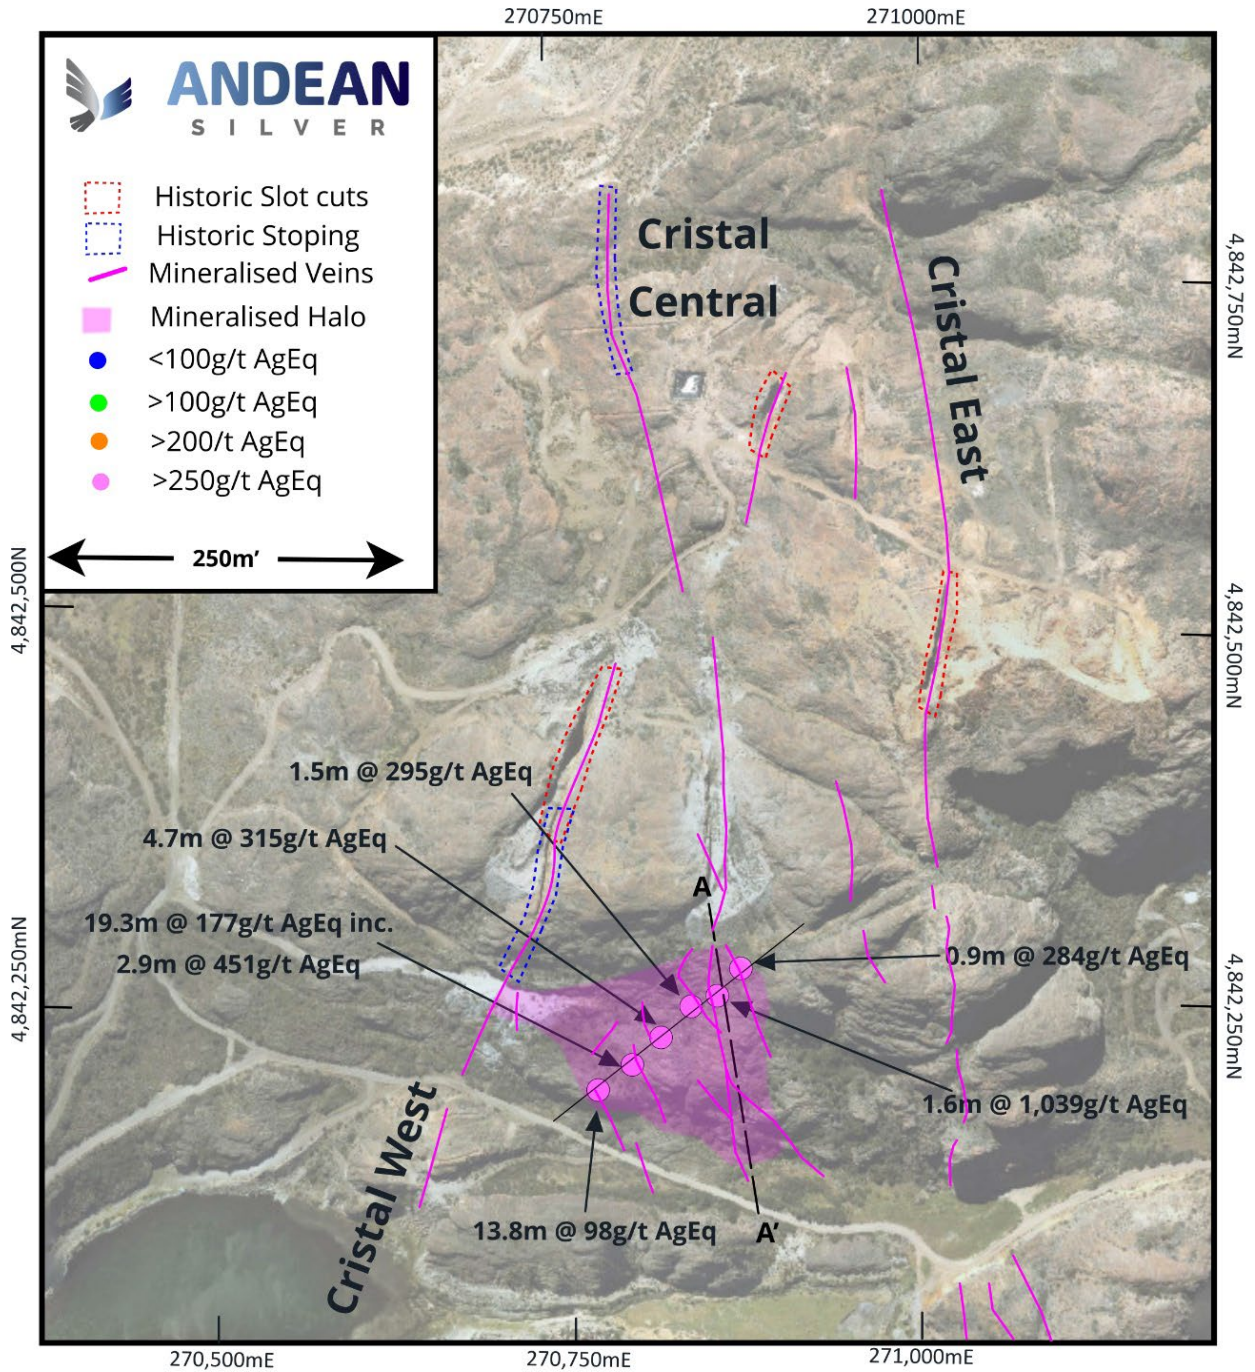 270750mE
271000mE
ANDEAN
SILVER
Historic Slot cuts
Historic Stoping
Mineralised Veins
Mineralised Halo
<100g/t AgEq
>100g/t AgEq
>200/t AgEq
>250g/t AgEq
250m’
Cristal
Central
Cristal East
4,842,750mN
4,842,500N
4,842,500mN
1.5m @ 295g/t AgEq
4.7m @ 315g/t AgEq
A
19.3m @ 177g/t AgEq inc.
2.9m @ 451g/t AgEq
0.9m @ 284g/t AgEq
4,842,250mN
4,842,250mN
1.6m @ 1,039g/t AgEq
Cristal West
13.8m @ 98g/t AgEq
A’
270,500mE
270,750mE
271,000mE